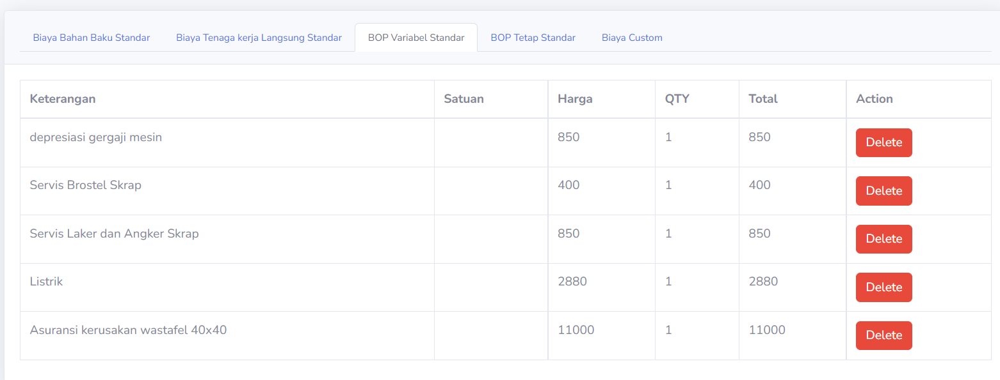 Biaya Bahan Baku Standar Biaya Tenaga kerja Langsung Standar BOP Variabel Standar BOP Tetap Standar Biaya Custom
Keterangan Satuan Harga QTY Total Action
depresiasi gergaji mesin 850 1 850 Delete
Servis Brostel Skrap 400 1 400 Delete
Servis Laker dan Angker Skrap 850 1 850 Delete
Listrik 2880 1 2880 Delete
Asuransi kerusakan wastafel 40x40 11000 1 11000 Delete